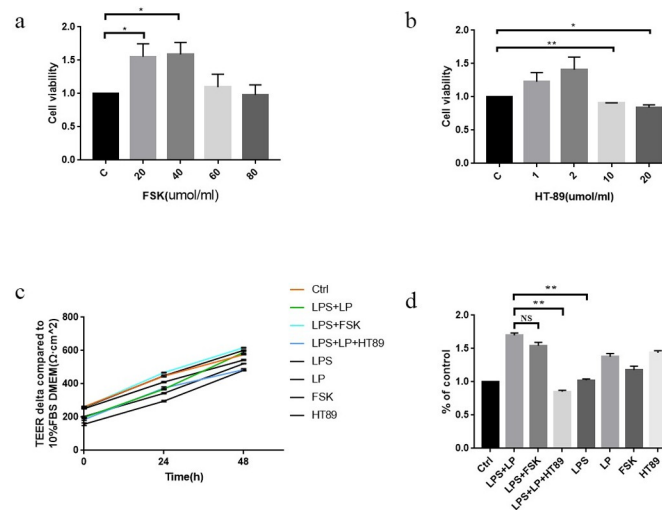 a
*
*
2.0
1.5
1.0
0.5
0.0
Cell viability
C
20
40
60
80
FSK(umol/ml)
b
*
**
2.0
1.5
1.0
0.5
0.0
Cell viability
C
1
2
10
20
HT-89(umol/ml)
c
800
600
400
200
0
TEER delta compared to
10%FBS DMEM(Ω·cm^2)
0
24
48
Time(h)
Ctrl
LPS+LP
LPS+FSK
LPS+LP+HT89
LPS
LP
FSK
HT89
d
**
**
NS
2.0
1.5
1.0
0.5
0.0
% of control
Ctrl
LPS+LP
LPS+FSK
LPS+LP+HT89
LPS
LP
FSK
HT89